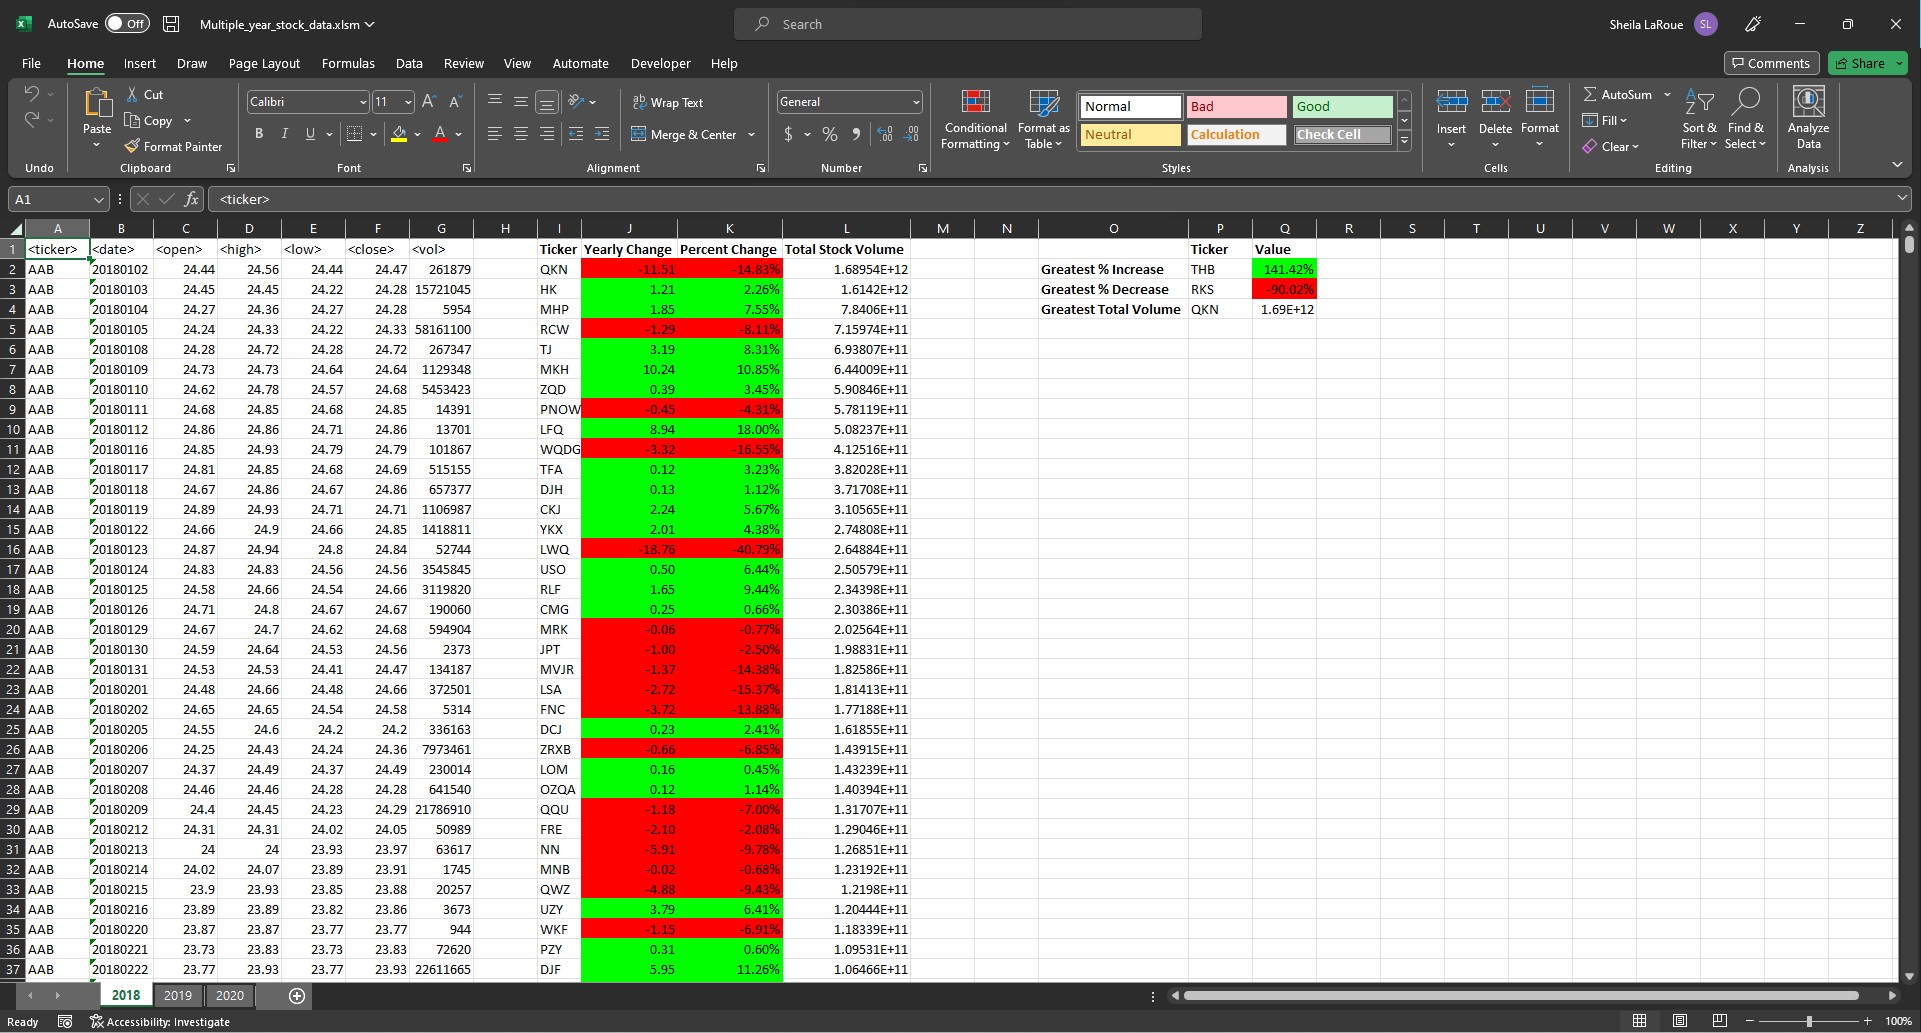 AutoSave Off Multiple_year_stock_data.xlsm Search Sheila LaRoue SL
File Home Insert Draw Page Layout Formulas Data Review View Automate Developer Help Comments Share
Cut
Copy
Format Painter
Paste
Undo Clipboard
Calibri 11
B I U A
Font
Wrap Text
Merge & Center
Alignment
General
$ % 9
Number
Conditional Formatting
Format as Table
Normal Bad Good
Neutral Calculation Check Cell
Styles
Insert Delete Format
Cells
AutoSum
Fill
Clear
Sort & Filter
Find & Select
Editing
Analyze Data
Analysis
A1 fx <ticker>
A B C D E F G H I J K L M N O P Q R S T U V W X Y Z
1 <ticker> <date> <open> <high> <low> <close> <vol> Ticker Yearly Change Percent Change Total Stock Volume Ticker Value
2 AAB 20180102 24.44 24.56 24.44 24.47 261879 QKN -11.51 -14.83% 1.68954E+12 Greatest % Increase THB 141.42%
3 AAB 20180103 24.45 24.45 24.22 24.28 15721045 HK 1.21 2.26% 1.6142E+12 Greatest % Decrease RKS -90.02%
4 AAB 20180104 24.27 24.36 24.27 24.28 5954 MHP 1.85 7.55% 7.8406E+11 Greatest Total Volume QKN 1.69E+12
5 AAB 20180105 24.24 24.33 24.22 24.33 58161100 RCW -1.29 -8.11% 7.15974E+11
6 AAB 20180108 24.28 24.72 24.28 24.72 267347 TJ 3.19 8.31% 6.93807E+11
7 AAB 20180109 24.73 24.73 24.64 24.64 1129348 MKH 10.24 10.85% 6.44009E+11
8 AAB 20180110 24.62 24.78 24.57 24.68 5453423 ZQD 0.39 3.45% 5.90846E+11
9 AAB 20180111 24.68 24.85 24.68 24.85 14391 PNOW -0.45 -4.31% 5.78119E+11
10 AAB 20180112 24.86 24.86 24.71 24.86 13701 LFQ 8.94 18.00% 5.08237E+11
11 AAB 20180116 24.85 24.93 24.79 24.79 101867 WQDG -3.32 -16.55% 4.12516E+11
12 AAB 20180117 24.81 24.85 24.68 24.69 515155 TFA 0.12 3.23% 3.82028E+11
13 AAB 20180118 24.67 24.86 24.67 24.86 657377 DJH 0.13 1.12% 3.71708E+11
14 AAB 20180119 24.89 24.93 24.71 24.71 1106987 CKJ 2.24 5.67% 3.10565E+11
15 AAB 20180122 24.66 24.9 24.66 24.85 1418811 YKX 2.01 4.38% 2.74808E+11
16 AAB 20180123 24.87 24.94 24.8 24.84 52744 LWQ -18.76 -40.79% 2.64884E+11
17 AAB 20180124 24.83 24.83 24.56 24.56 3545845 USO 0.50 6.44% 2.50579E+11
18 AAB 20180125 24.58 24.66 24.54 24.66 3119820 RLF 1.65 9.44% 2.34398E+11
19 AAB 20180126 24.71 24.8 24.67 24.67 190060 CMG 0.25 0.66% 2.30386E+11
20 AAB 20180129 24.67 24.7 24.62 24.68 594904 MRK -0.06 -0.77% 2.02564E+11
21 AAB 20180130 24.59 24.64 24.53 24.56 2373 JPT -1.00 -2.50% 1.98831E+11
22 AAB 20180131 24.53 24.53 24.41 24.47 134187 MVJR -1.37 -14.38% 1.82586E+11
23 AAB 20180201 24.48 24.66 24.48 24.66 372501 LSA -2.72 -15.37% 1.81413E+11
24 AAB 20180202 24.65 24.65 24.54 24.58 5314 FNC -3.72 -13.88% 1.77188E+11
25 AAB 20180205 24.55 24.6 24.2 24.2 336163 DCJ 0.23 2.41% 1.61855E+11
26 AAB 20180206 24.25 24.43 24.24 24.36 7973461 ZRXB -0.66 -6.85% 1.43915E+11
27 AAB 20180207 24.37 24.49 24.37 24.49 230014 LOM 0.16 0.45% 1.43239E+11
28 AAB 20180208 24.46 24.46 24.28 24.28 641540 OZQA 0.12 1.14% 1.40394E+11
29 AAB 20180209 24.4 24.45 24.23 24.29 21786910 QQU -1.18 -7.00% 1.31707E+11
30 AAB 20180212 24.31 24.31 24.02 24.05 50989 FRE -2.10 -2.08% 1.29046E+11
31 AAB 20180213 24 24 23.93 23.97 63617 NN -5.91 -9.78% 1.26851E+11
32 AAB 20180214 24.02 24.07 23.89 23.91 1745 MNB -0.02 -0.68% 1.23192E+11
33 AAB 20180215 23.9 23.93 23.85 23.88 20257 QWZ -4.88 -9.43% 1.2198E+11
34 AAB 20180216 23.89 23.89 23.82 23.86 3673 UZY 3.79 6.41% 1.20444E+11
35 AAB 20180220 23.87 23.87 23.77 23.77 944 WKF -1.15 -6.91% 1.18339E+11
36 AAB 20180221 23.73 23.83 23.73 23.83 72620 PZY 0.31 0.60% 1.09531E+11
37 AAB 20180222 23.77 23.93 23.77 23.93 22611665 DJF 5.95 11.26% 1.06466E+11
2018 2019 2020
Ready Accessibility: Investigate 100%